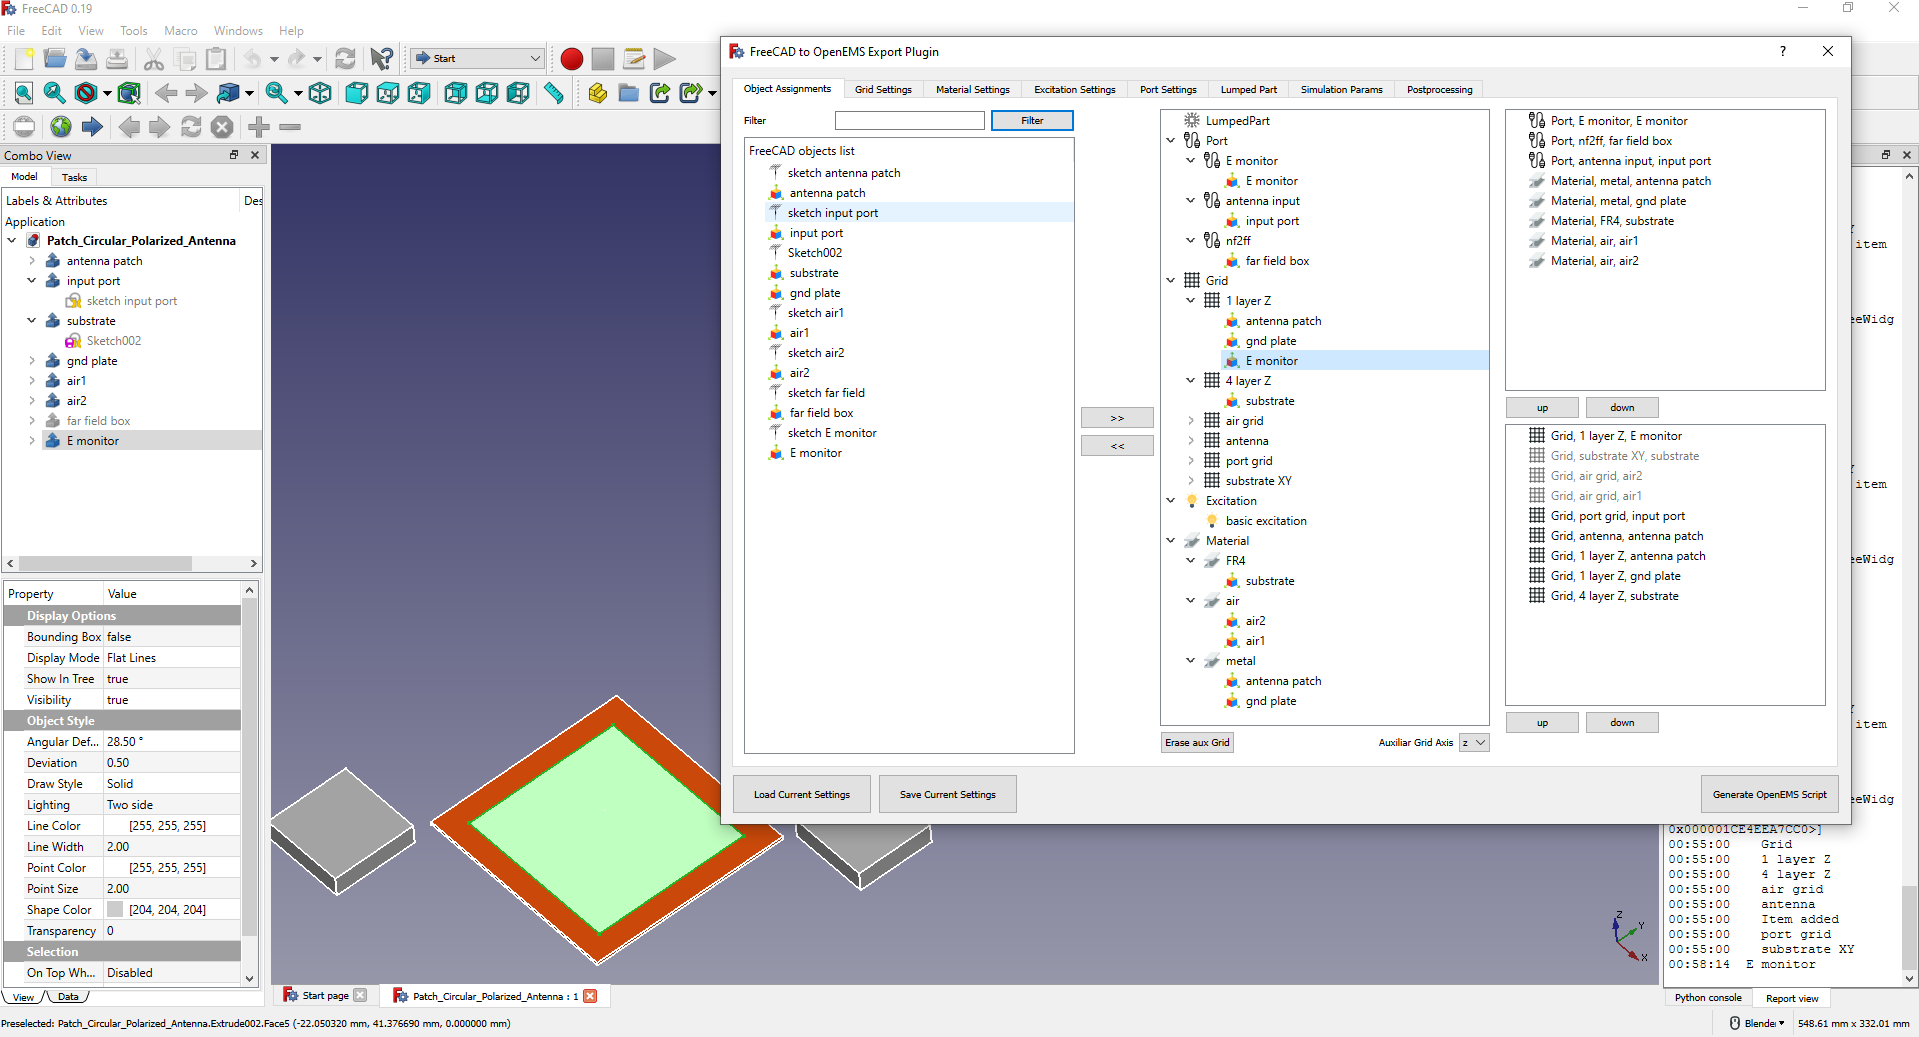 FreeCAD 0.19
File Edit View Tools Macro Windows Help
Start
Combo View
Model Tasks
Labels & Attributes Des
Application
Patch_Circular_Polarized_Antenna
antenna patch
input port
sketch input port
substrate
Sketch002
gnd plate
air1
air2
far field box
E monitor
Property Value
Display Options
Bounding Box false
Display Mode Flat Lines
Show In Tree true
Visibility true
Object Style
Angular Def... 28.50 °
Deviation 0.50
Draw Style Solid
Lighting Two side
Line Color [255, 255, 255]
Line Width 2.00
Point Color [255, 255, 255]
Point Size 2.00
Shape Color [204, 204, 204]
Transparency 0
Selection
On Top Wh... Disabled
View Data
Start page
Patch_Circular_Polarized_Antenna : 1
FreeCAD to OpenEMS Export Plugin
?
Object Assignments Grid Settings Material Settings Excitation Settings Port Settings Lumped Part Simulation Params Postprocessing
Filter Filter
FreeCAD objects list
sketch antenna patch
antenna patch
sketch input port
input port
Sketch002
substrate
gnd plate
sketch air1
air1
sketch air2
air2
sketch far field
far field box
sketch E monitor
E monitor
>>
<<
LumpedPart
Port
E monitor
E monitor
antenna input
input port
nf2ff
far field box
Grid
1 layer Z
antenna patch
gnd plate
E monitor
4 layer Z
substrate
air grid
antenna
port grid
substrate XY
Excitation
basic excitation
Material
FR4
substrate
air
air2
air1
metal
antenna patch
gnd plate
Erase aux Grid Auxiliar Grid Axis z
Port, E monitor, E monitor
Port, nf2ff, far field box
Port, antenna input, input port
Material, metal, antenna patch
Material, metal, gnd plate
Material, FR4, substrate
Material, air, air1
Material, air, air2
up down
Grid, 1 layer Z, E monitor
Grid, substrate XY, substrate
Grid, air grid, air2
Grid, air grid, air1
Grid, port grid, input port
Grid, antenna, antenna patch
Grid, 1 layer Z, antenna patch
Grid, 1 layer Z, gnd plate
Grid, 4 layer Z, substrate
up down
Load Current Settings Save Current Settings Generate OpenEMS Script
item
eeWidg
item
eeWidg
item
eeWidg
0x000001CE4EEA7CC0>]
00:55:00 Grid
00:55:00 1 layer Z
00:55:00 4 layer Z
00:55:00 air grid
00:55:00 antenna
00:55:00 Item added
00:55:00 port grid
00:55:00 substrate XY
00:58:14 E monitor
Z
Y
X
Python console Report view
Preselected: Patch_Circular_Polarized_Antenna.Extrude002.Face5 (-22.050320 mm, 41.376690 mm, 0.000000 mm)
Blender 548.61 mm x 332.01 mm